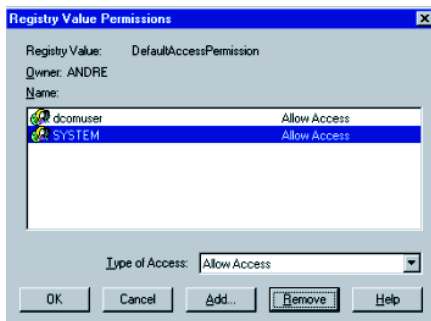 Registry Value Permissions
Registry Value: DefaultAccessPermission
Owner: ANDRE
Name:
dcomuser Allow Access
SYSTEM Allow Access
Type of Access: Allow Access
OK Cancel Add... Remove Help